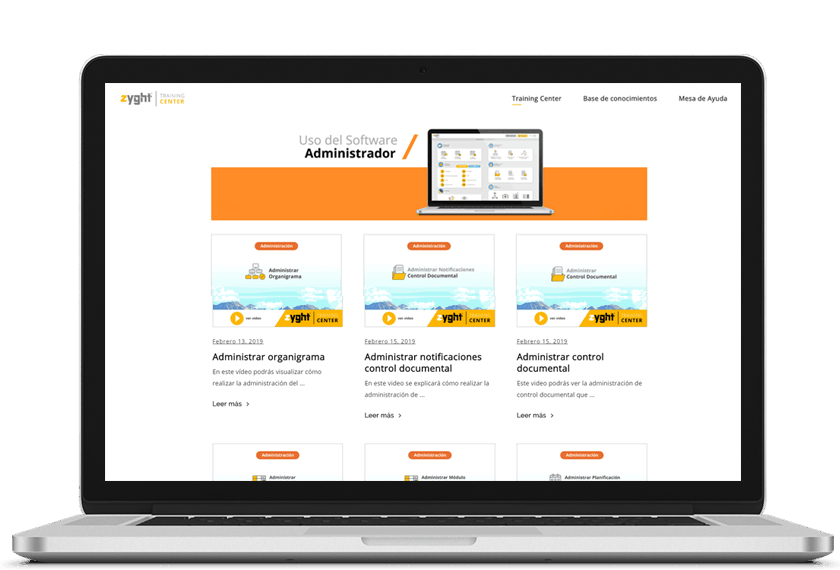 zyght TRAINING CENTER
Training Center
Base de conocimientos
Mesa de Ayuda
Uso del Software
Administrador
Administración
Administrar
Organigrama
ver video
zyght TRAINING CENTER
Febrero 13, 2019
Administrar organigrama
En este vídeo podrás visualizar cómo
realizar la administración del ...
Leer más >
Administración
Administrar Notificaciones
Control Documental
ver video
zyght TRAINING CENTER
Febrero 15, 2019
Administrar notificaciones
control documental
En este video se explicará cómo realizar la
administración de ...
Leer más >
Administración
Administrar
Control Documental
ver video
zyght TRAINING CENTER
Febrero 15, 2019
Administrar control
documental
Este video podrás ver la administración de
control documental que ...
Leer más >
Administración
Administrar
Administración
Administrar Módulo
Administración
Administrar Planificación